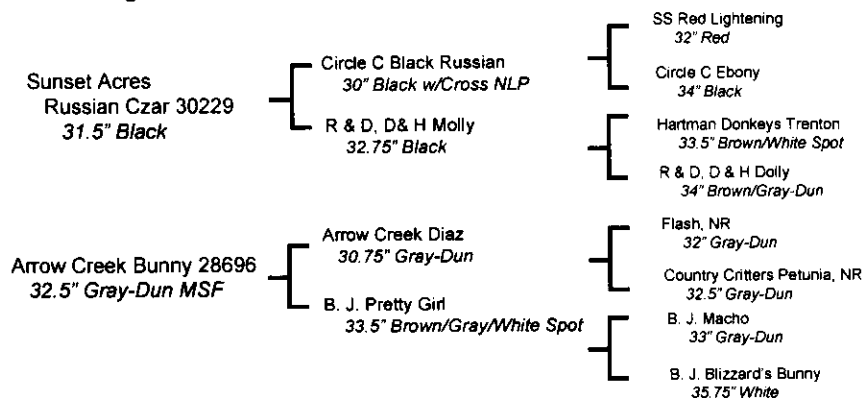 Sunset Acres
Russian Czar 30229
31.5" Black
Circle C Black Russian
30" Black w/Cross NLP
R & D, D& H Molly
32.75" Black
SS Red Lightening
32" Red
Circle C Ebony
34" Black
Hartman Donkeys Trenton
33.5" Brown/White Spot
R & D, D & H Dolly
34" Brown/Gray-Dun
Arrow Creek Bunny 28696
32.5" Gray-Dun MSF
Arrow Creek Diaz
30.75" Gray-Dun
B. J. Pretty Girl
33.5" Brown/Gray/White Spot
Flash, NR
32" Gray-Dun
Country Critters Petunia, NR
32.5" Gray-Dun
B. J. Macho
33" Gray-Dun
B. J. Blizzard's Bunny
35.75" White